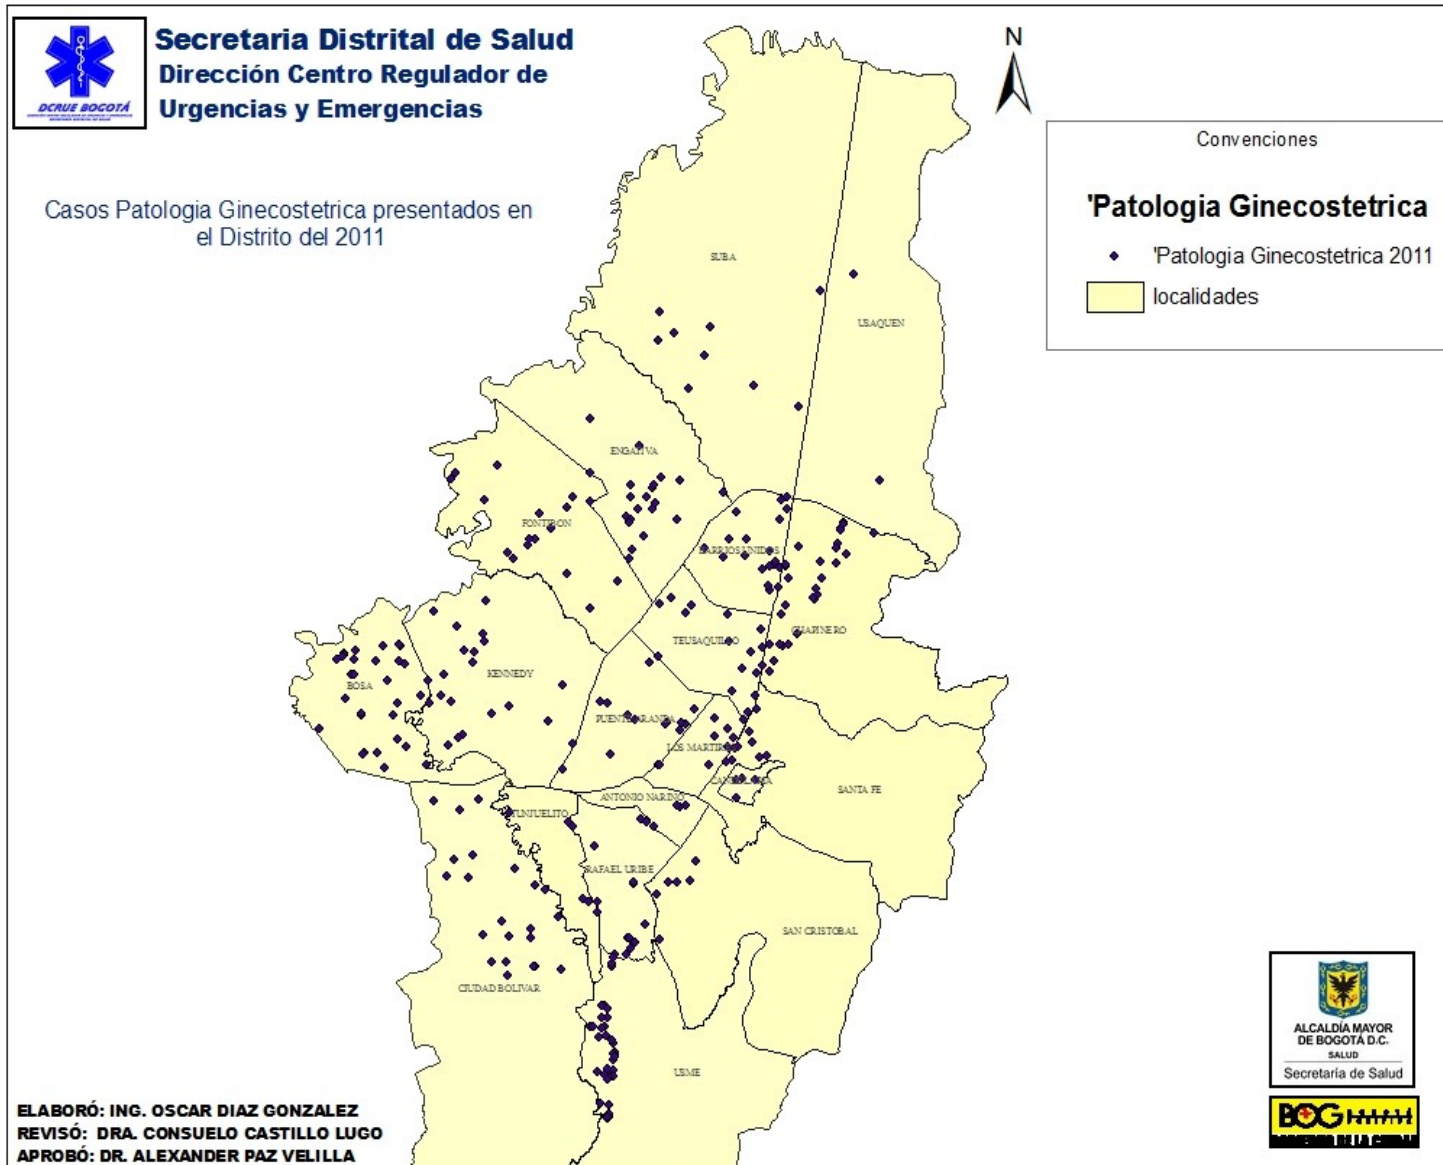 Secretaria Distrital de Salud
Dirección Centro Regulador de
Urgencias y Emergencias
DCRUE BOGOTÁ
Casos Patologia Ginecostetrica presentados en
el Distrito del 2011
N
Convenciones
'Patologia Ginecostetrica
'Patologia Ginecostetrica 2011
localidades
SUBA
USAQUEN
ENGATIVA
FONTIBON
BARRIOS UNIDOS
CHAPINERO
TEUSAQUILLO
KENNEDY
BOSA
PUENTE ARANDA
LOS MARTIRES
CANDELARIA
SANTA FE
ANTONIO NARIÑO
TUNJUELITO
RAFAEL URIBE
SAN CRISTOBAL
CIUDAD BOLIVAR
USME
ALCALDÍA MAYOR
DE BOGOTÁ D.C.
SALUD
Secretaría de Salud
BOG
ELABORÓ: ING. OSCAR DIAZ GONZALEZ
REVISÓ: DRA. CONSUELO CASTILLO LUGO
APROBÓ: DR. ALEXANDER PAZ VELILLA